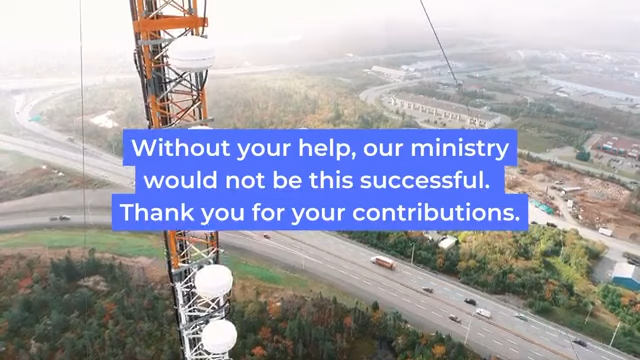 Without your help, our ministry
would not be this successful.
Thank you for your contributions.